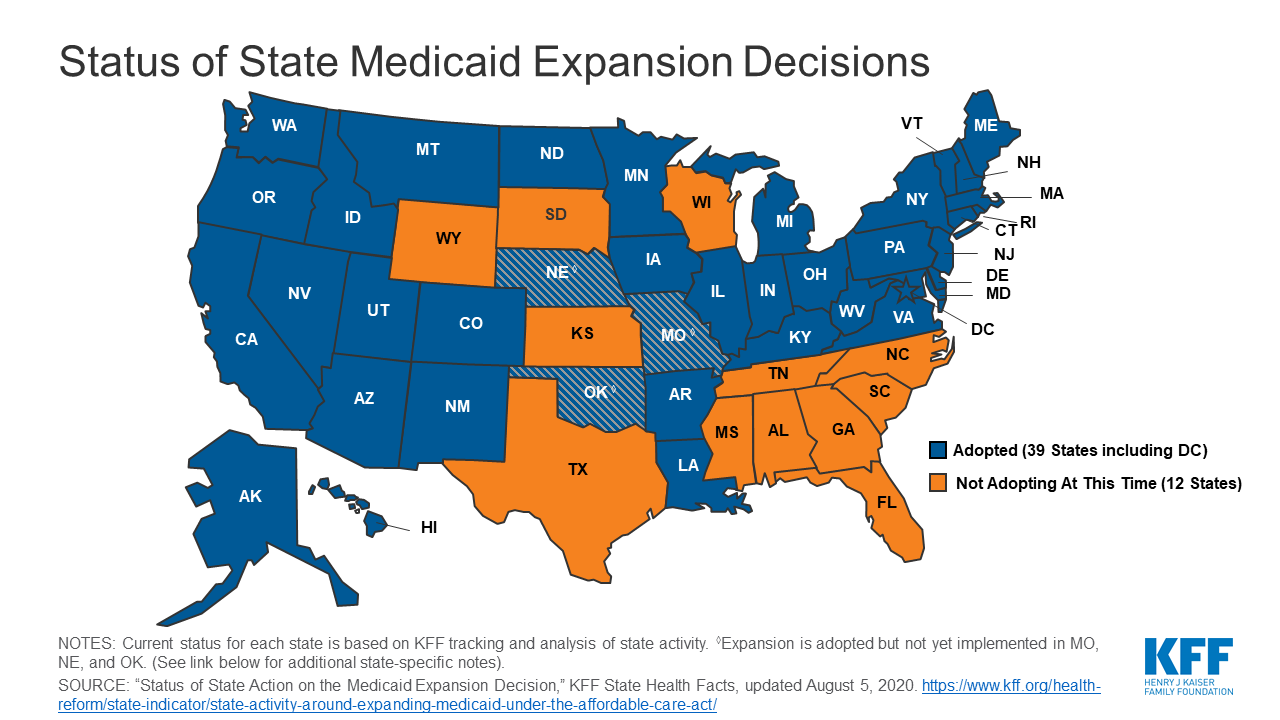 Status of State Medicaid Expansion Decisions
WA
MT
ND
MN
VT
ME
NH
OR
ID
WY
SD
WI
MI
NY
MA
RI
CT
NV
UT
CO
NE◊
IA
IL
IN
OH
PA
NJ
DE
MD
DC
CA
KS
MO◊
KY
WV
VA
AZ
NM
OK◊
AR
TN
NC
SC
TX
LA
MS
AL
GA
FL
AK
HI
Adopted (39 States including DC)
Not Adopting At This Time (12 States)
NOTES: Current status for each state is based on KFF tracking and analysis of state activity. ◊Expansion is adopted but not yet implemented in MO,
NE, and OK. (See link below for additional state-specific notes).
SOURCE: “Status of State Action on the Medicaid Expansion Decision,” KFF State Health Facts, updated August 5, 2020. https://www.kff.org/health-
reform/state-indicator/state-activity-around-expanding-medicaid-under-the-affordable-care-act/
KFF
HENRY J KAISER
FAMILY FOUNDATION